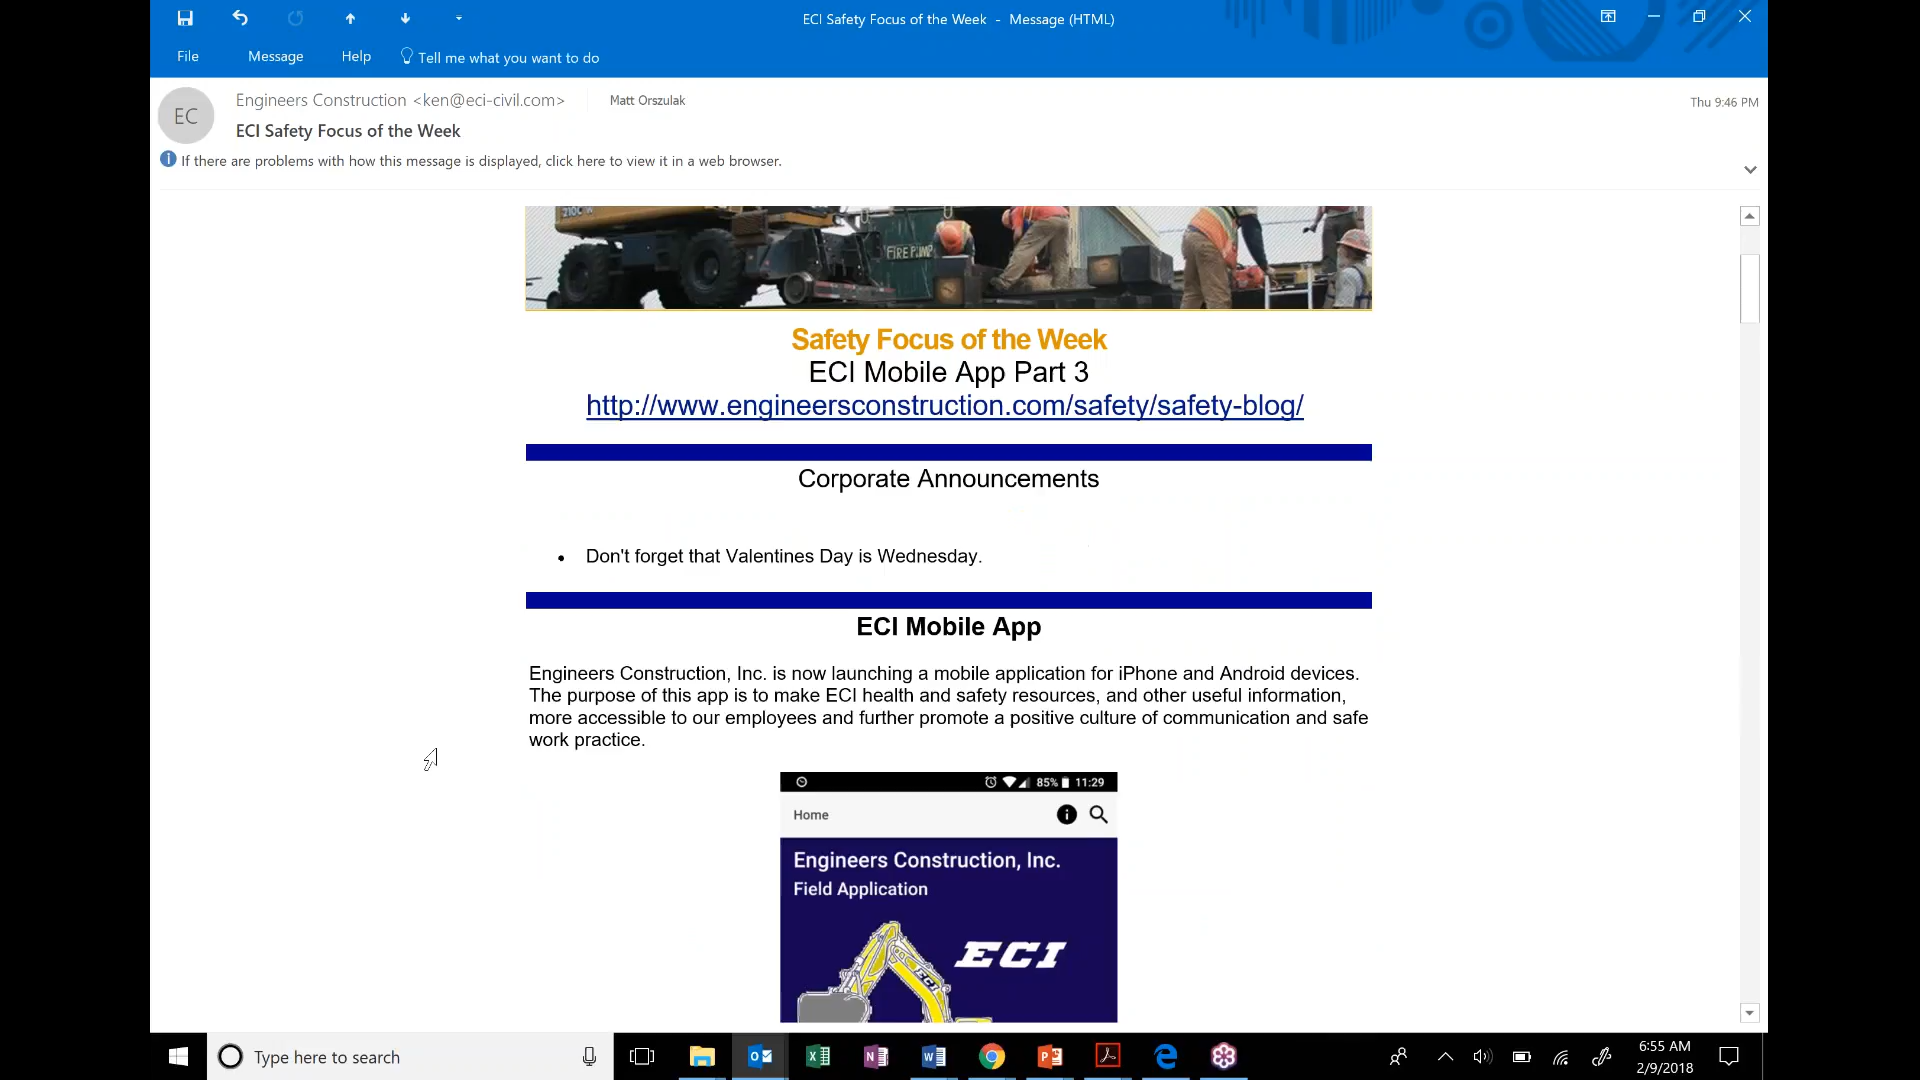 ECI Safety Focus of the Week - Message (HTML)
File Message Help Tell me what you want to do
Engineers Construction <ken@eci-civil.com> Matt Orszulak
Thu 9:46 PM
EC
ECI Safety Focus of the Week
If there are problems with how this message is displayed, click here to view it in a web browser.
210C W
FIRE PUMP
Safety Focus of the Week
ECI Mobile App Part 3
http://www.engineersconstruction.com/safety/safety-blog/
Corporate Announcements
• Don't forget that Valentines Day is Wednesday.
ECI Mobile App
Engineers Construction, Inc. is now launching a mobile application for iPhone and Android devices.
The purpose of this app is to make ECI health and safety resources, and other useful information,
more accessible to our employees and further promote a positive culture of communication and safe
work practice.
85% 11:29
Home
Engineers Construction, Inc.
Field Application
ECI
ECI
Type here to search
6:55 AM
2/9/2018